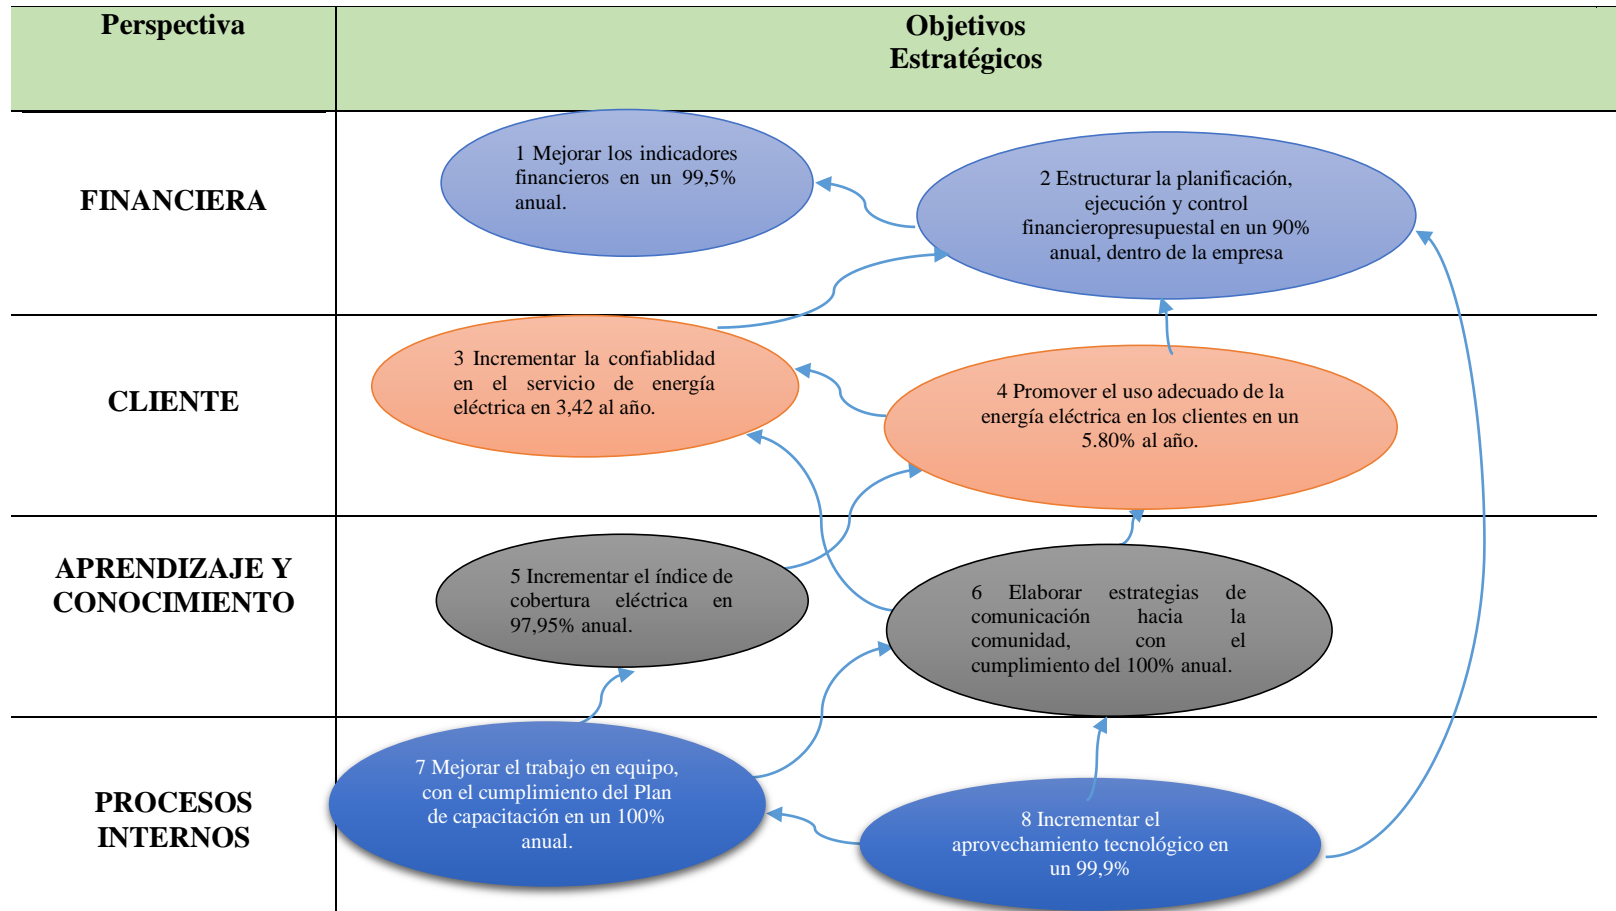 Perspectiva
Objetivos
Estratégicos
FINANCIERA
1 Mejorar los indicadores
financieros en un 99,5%
anual.
2 Estructurar la planificación,
ejecución y control
financieropresupuestal en un 90%
anual, dentro de la empresa
CLIENTE
3 Incrementar la confiablidad
en el servicio de energía
eléctrica en 3,42 al año.
4 Promover el uso adecuado de la
energía eléctrica en los clientes en un
5.80% al año.
APRENDIZAJE Y
CONOCIMIENTO
5 Incrementar el índice de
cobertura eléctrica en
97,95% anual.
6 Elaborar estrategias de
comunicación hacia la
comunidad, con el
cumplimiento del 100% anual.
PROCESOS
INTERNOS
7 Mejorar el trabajo en equipo,
con el cumplimiento del Plan
de capacitación en un 100%
anual.
8 Incrementar el
aprovechamiento tecnológico en
un 99,9%